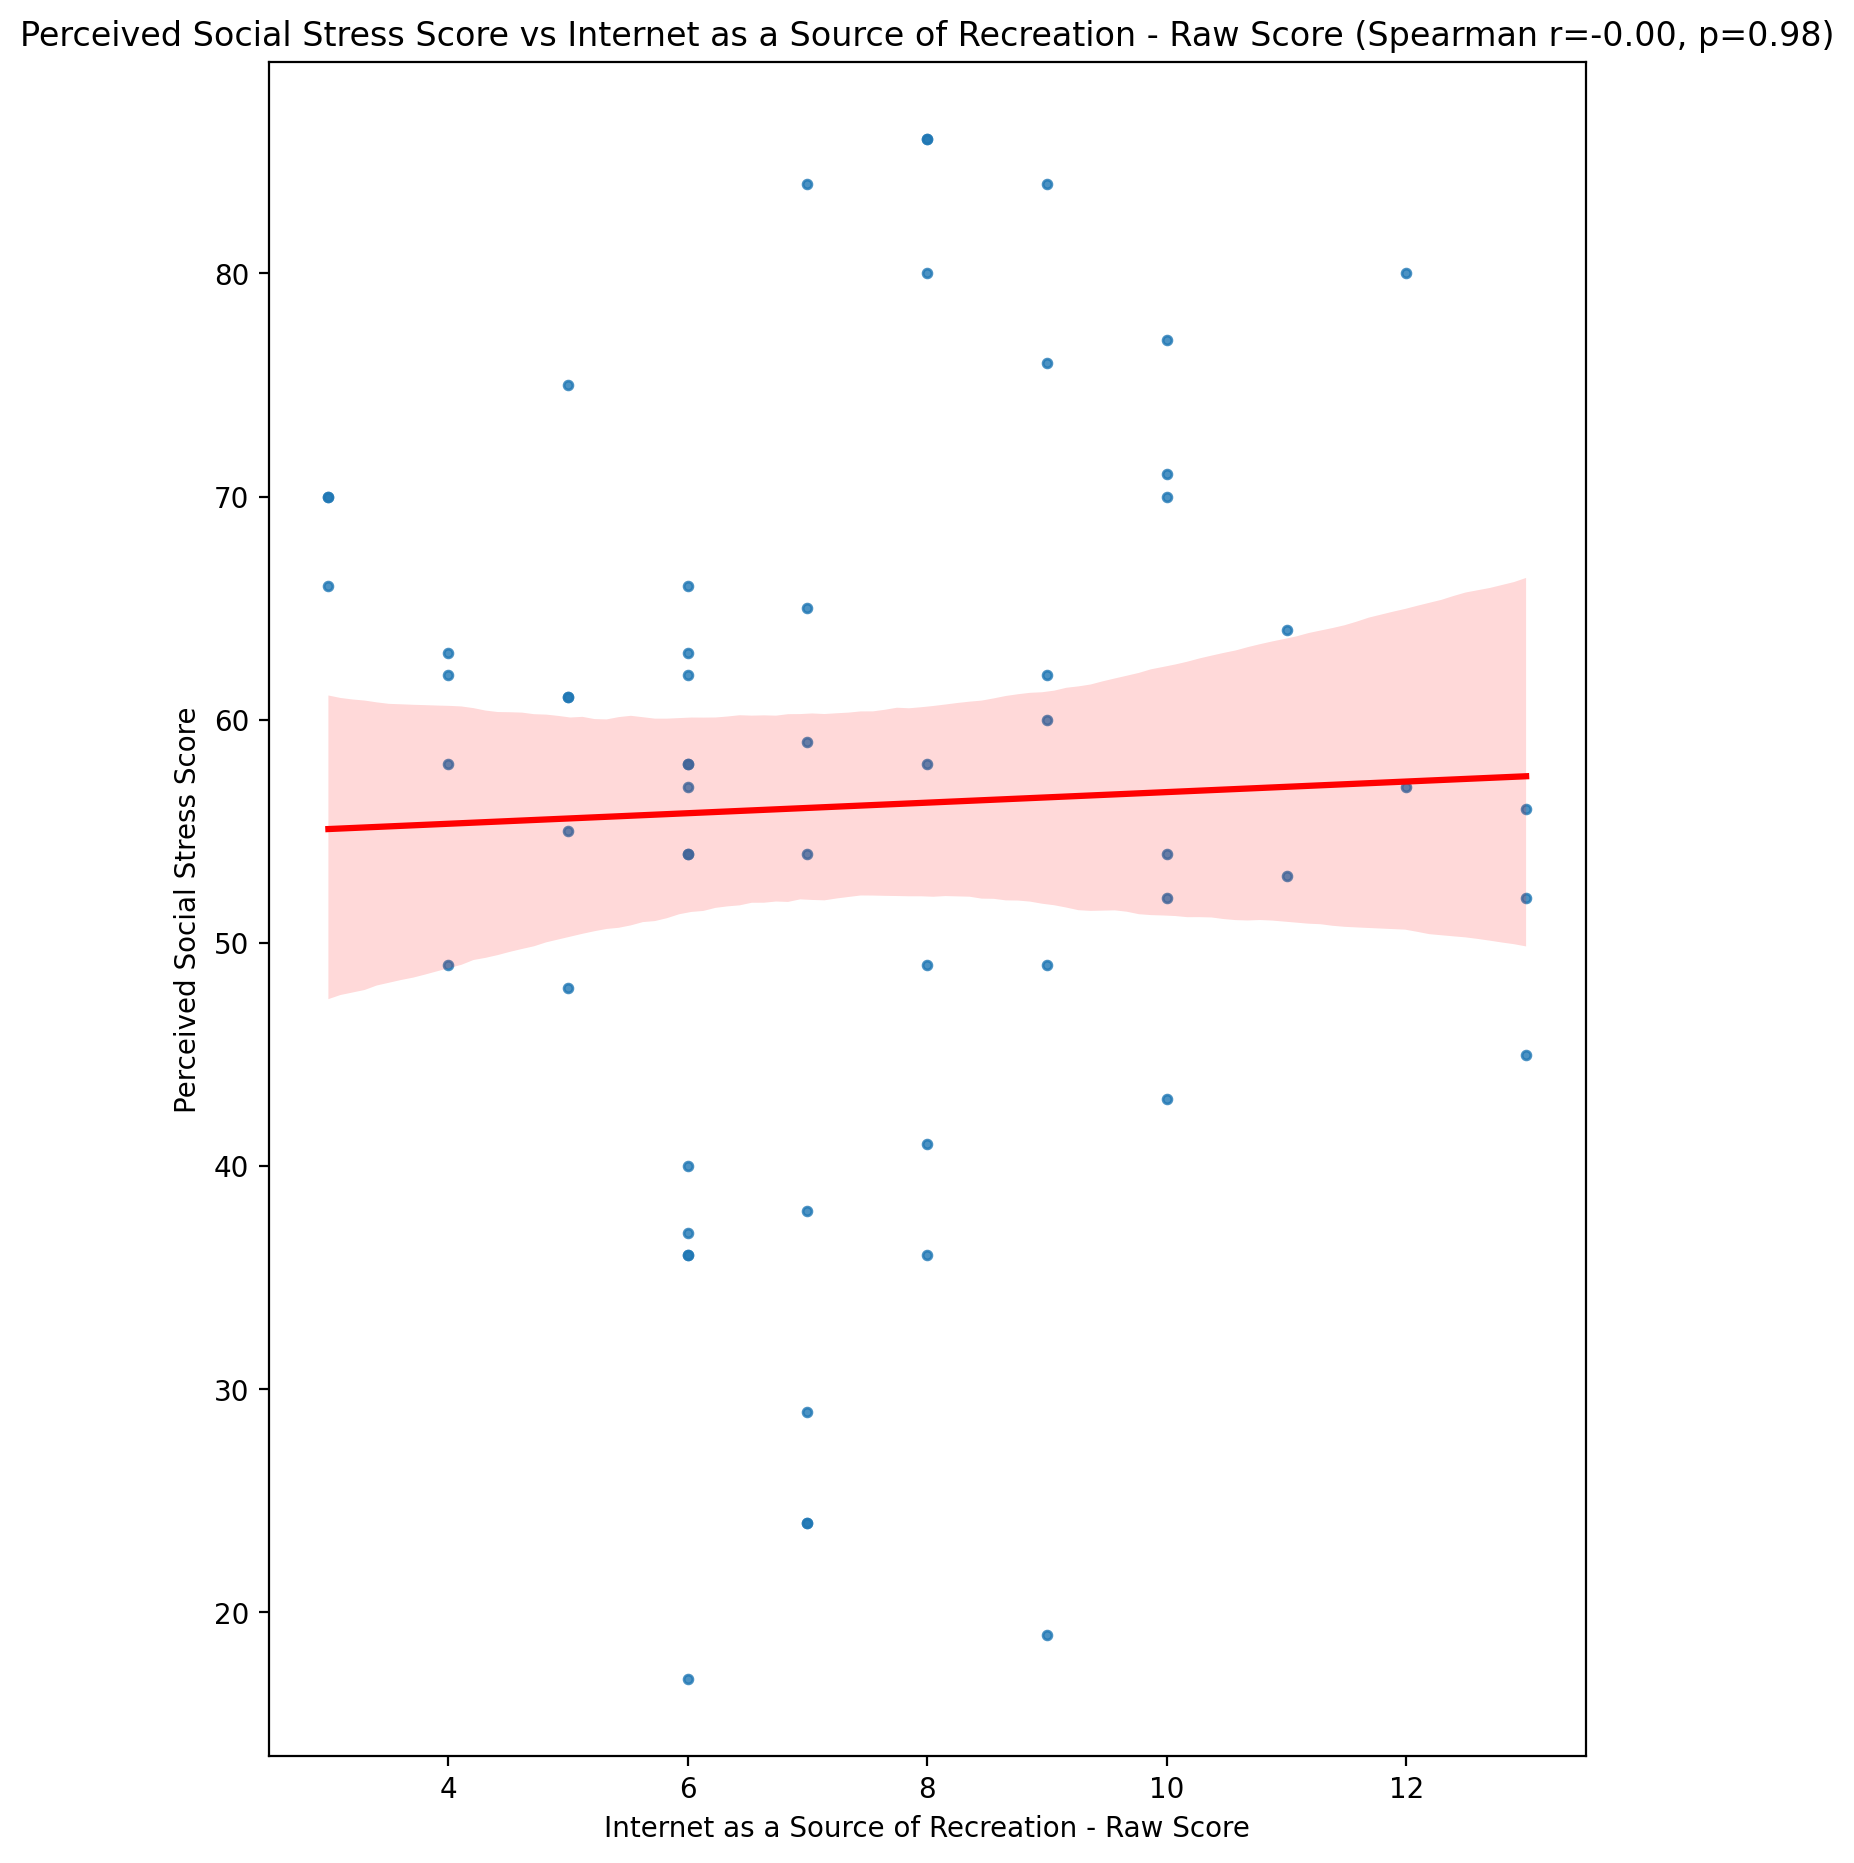 Perceived Social Stress Score vs Internet as a Source of Recreation - Raw Score (Spearman r=-0.00, p=0.98)
80
70
60
50
40
30
20
Perceived Social Stress Score
4 6 8 10 12
Internet as a Source of Recreation - Raw Score